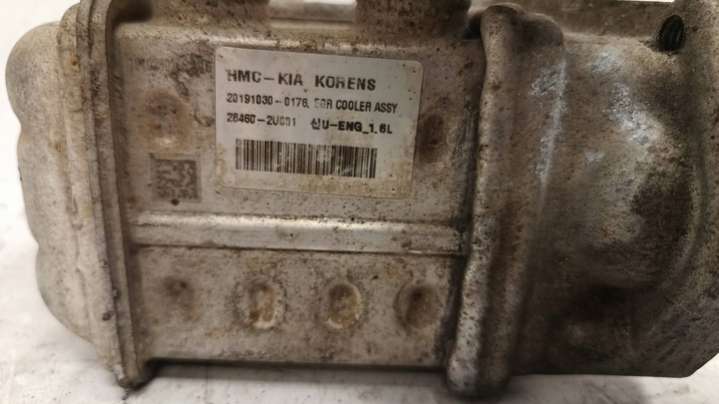 HMC-KIA KORENS
20191030-0176, EGR COOLER ASSY
28460-2U001 신U-ENG_1.6L